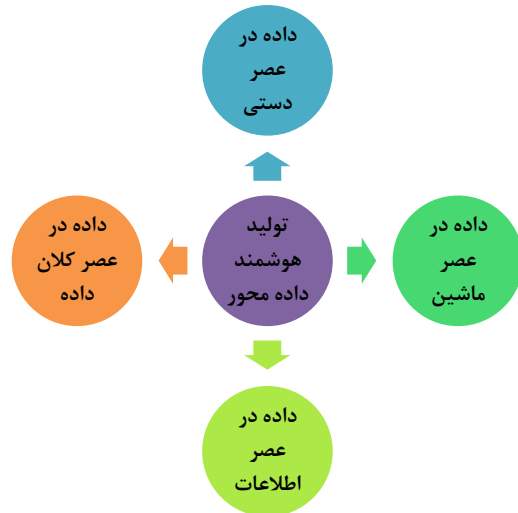 داده در
عصر
دستی
داده در
عصر
ماشین
تولید
هوشمند
داده محور
داده در
عصر کلان
داده
داده در
عصر
اطلاعات